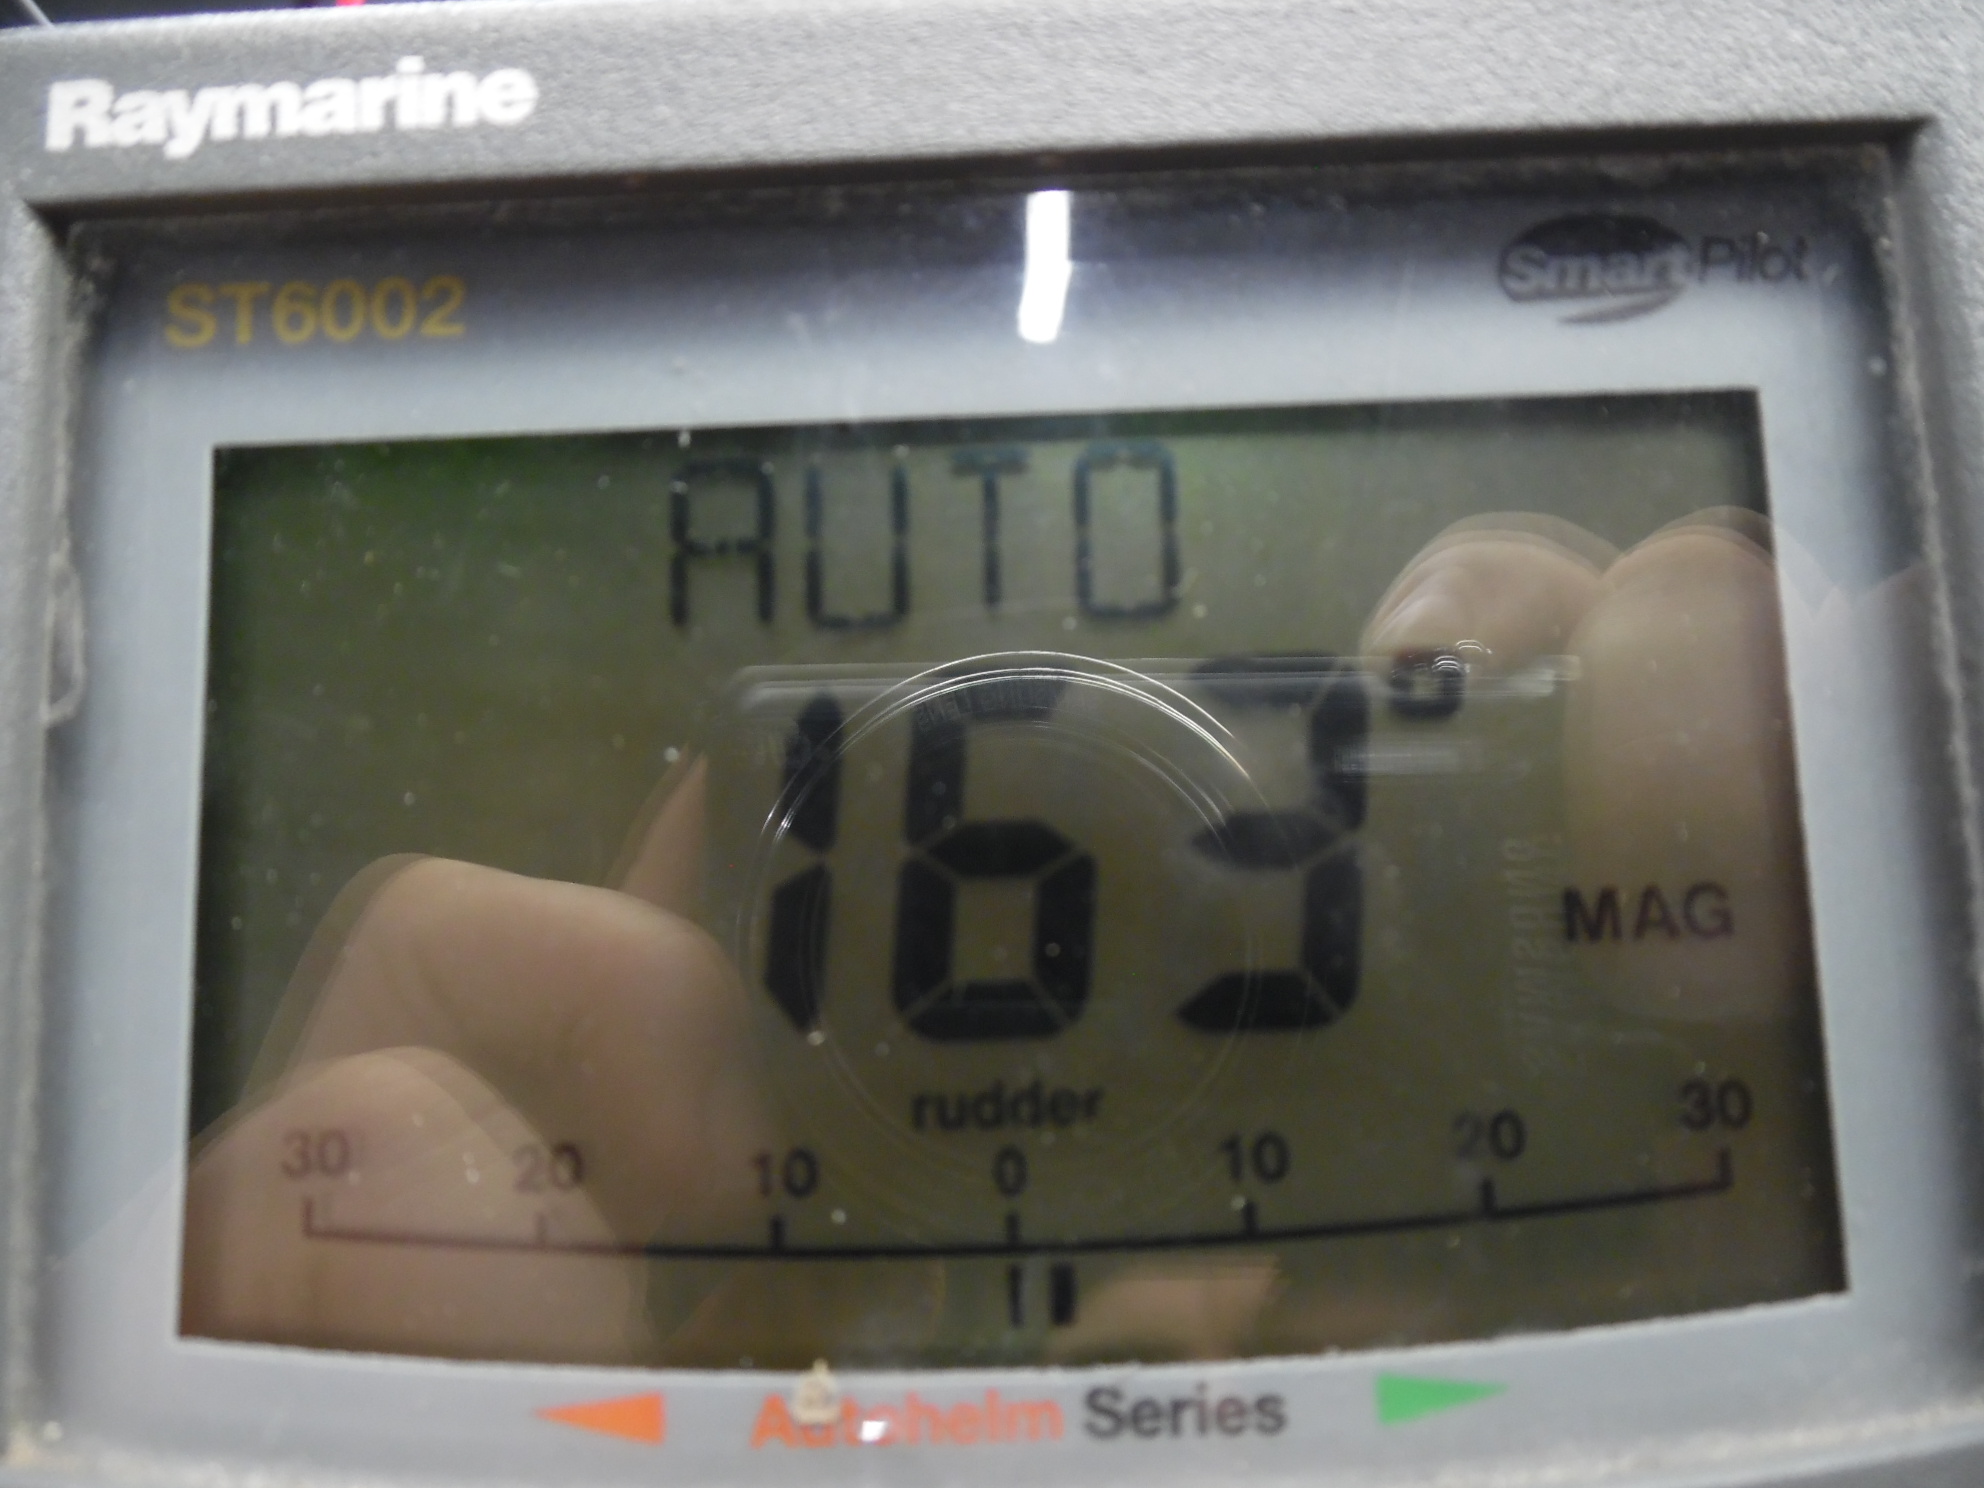 Raymarine
ST6002
SmartPilot
AUTO
163°
MAG
rudder
30 20 10 0 10 20 30
Autohelm Series